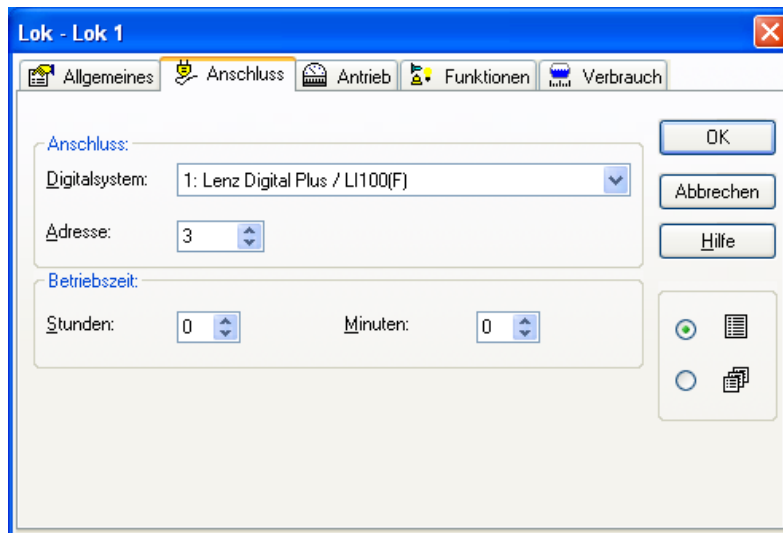 Lok - Lok 1
Allgemeines Anschluss Antrieb Funktionen Verbrauch
Anschluss:
Digitalsystem: 1: Lenz Digital Plus / LI100(F)
Adresse: 3
Betriebszeit:
Stunden: 0 Minuten: 0
OK
Abbrechen
Hilfe